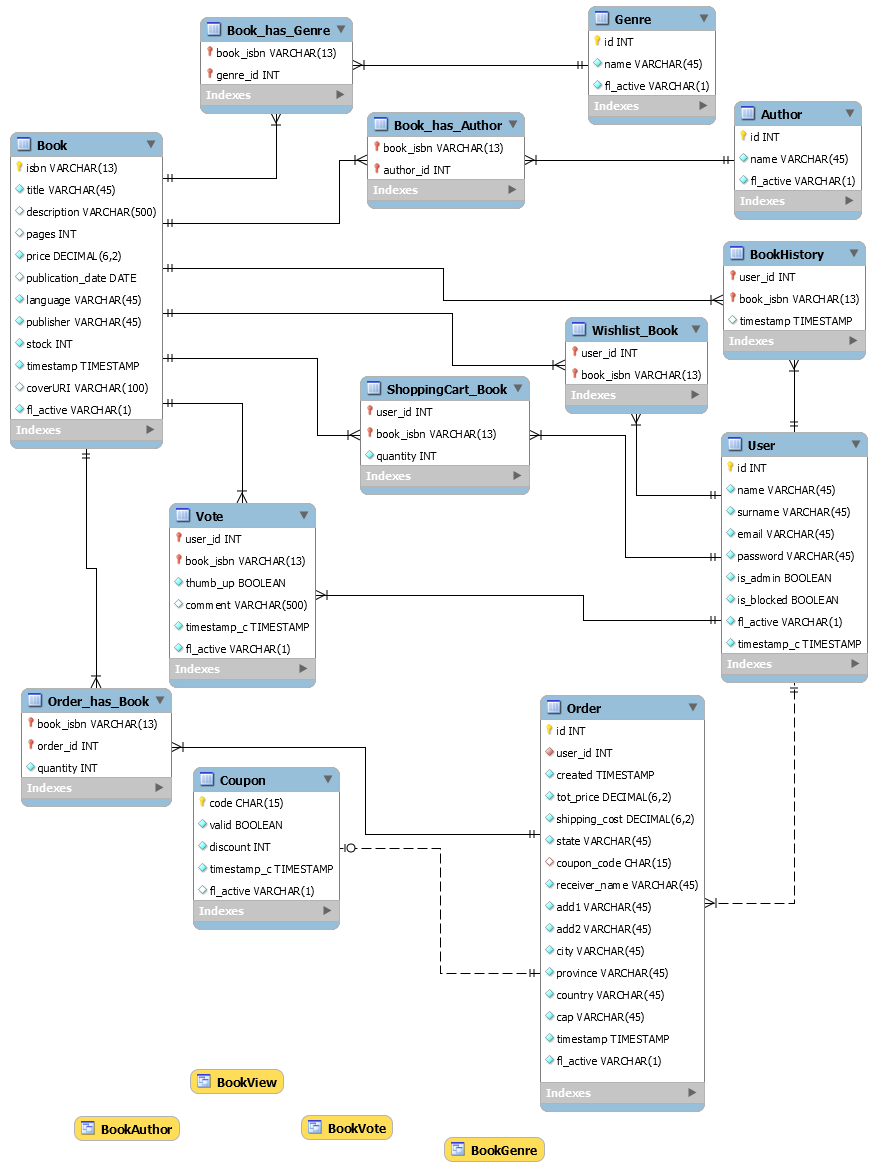 Book_has_Genre
book_isbn VARCHAR(13)
genre_id INT
Indexes
Genre
id INT
name VARCHAR(45)
fl_active VARCHAR(1)
Indexes
Book_has_Author
book_isbn VARCHAR(13)
author_id INT
Indexes
Author
id INT
name VARCHAR(45)
fl_active VARCHAR(1)
Indexes
Book
isbn VARCHAR(13)
title VARCHAR(45)
description VARCHAR(500)
pages INT
price DECIMAL(6,2)
publication_date DATE
language VARCHAR(45)
publisher VARCHAR(45)
stock INT
timestamp TIMESTAMP
coverURI VARCHAR(100)
fl_active VARCHAR(1)
Indexes
BookHistory
user_id INT
book_isbn VARCHAR(13)
timestamp TIMESTAMP
Indexes
Wishlist_Book
user_id INT
book_isbn VARCHAR(13)
Indexes
ShoppingCart_Book
user_id INT
book_isbn VARCHAR(13)
quantity INT
Indexes
User
id INT
name VARCHAR(45)
surname VARCHAR(45)
email VARCHAR(45)
password VARCHAR(45)
is_admin BOOLEAN
is_blocked BOOLEAN
fl_active VARCHAR(1)
timestamp_c TIMESTAMP
Indexes
Vote
user_id INT
book_isbn VARCHAR(13)
thumb_up BOOLEAN
comment VARCHAR(500)
timestamp_c TIMESTAMP
fl_active VARCHAR(1)
Indexes
Order_has_Book
book_isbn VARCHAR(13)
order_id INT
quantity INT
Indexes
Coupon
code CHAR(15)
valid BOOLEAN
discount INT
timestamp_c TIMESTAMP
fl_active VARCHAR(1)
Indexes
Order
id INT
user_id INT
created TIMESTAMP
tot_price DECIMAL(6,2)
shipping_cost DECIMAL(6,2)
state VARCHAR(45)
coupon_code CHAR(15)
receiver_name VARCHAR(45)
add1 VARCHAR(45)
add2 VARCHAR(45)
city VARCHAR(45)
province VARCHAR(45)
country VARCHAR(45)
cap VARCHAR(45)
timestamp TIMESTAMP
fl_active VARCHAR(1)
Indexes
BookView
BookAuthor
BookVote
BookGenre